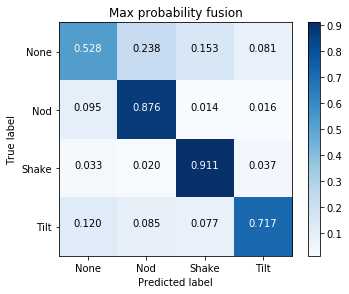 Max probability fusion
None 0.528 0.238 0.153 0.081
Nod 0.095 0.876 0.014 0.016
Shake 0.033 0.020 0.911 0.037
Tilt 0.120 0.085 0.077 0.717
None Nod Shake Tilt
Predicted label
True label
0.9
0.8
0.7
0.6
0.5
0.4
0.3
0.2
0.1